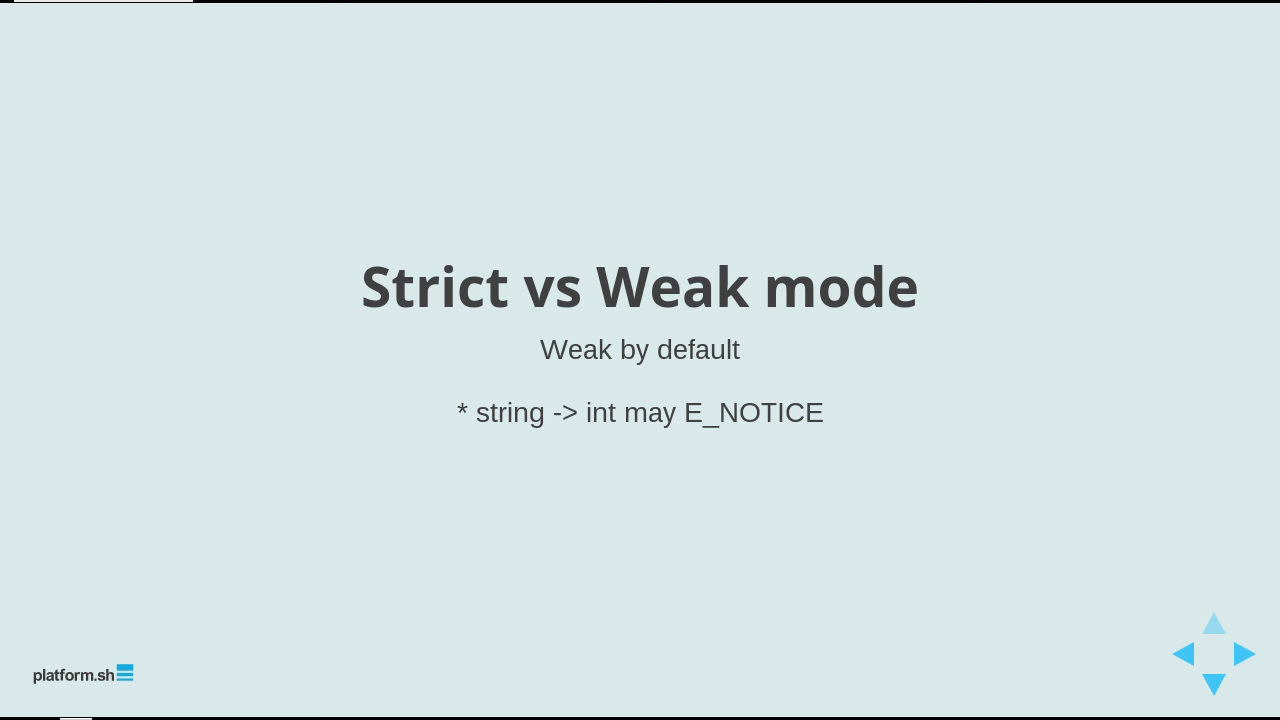 Strict vs Weak mode
Weak by default
* string -> int may E_NOTICE
platform.sh